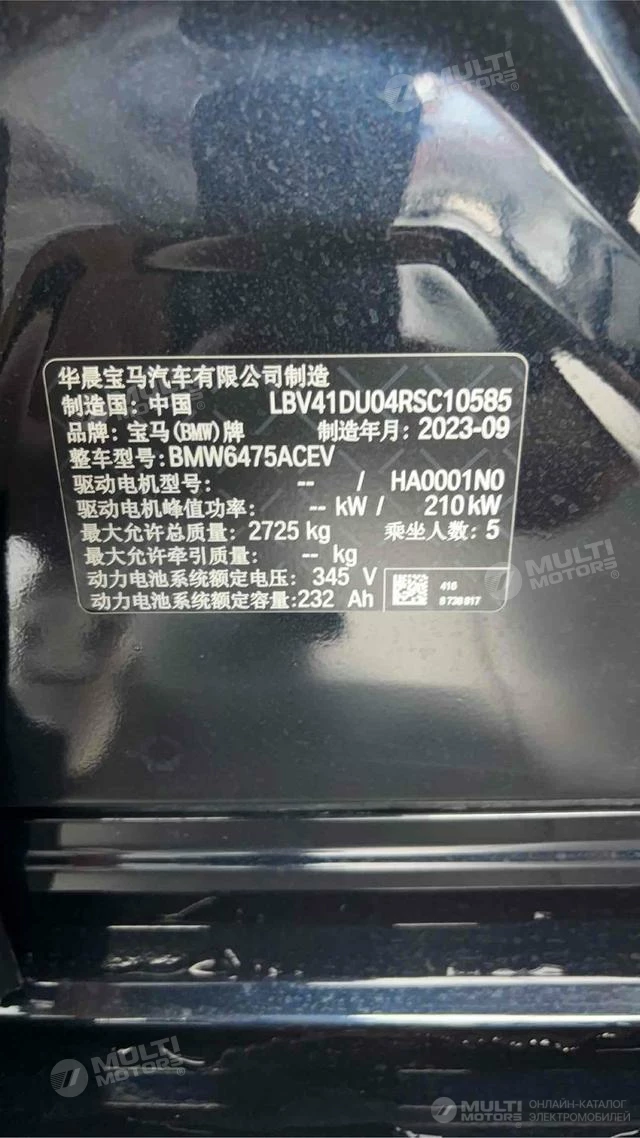 MULTI
MOTORS®
华晨宝马汽车有限公司制造
制造国: 中国 LBV41DU04RSC10585
品牌: 宝马(BMW)牌 制造年月: 2023-09
整车型号: BMW6475ACEV
驱动电机型号: -- / HA0001N0
驱动电机峰值功率: -- kW / 210 kW
最大允许总质量: 2725 kg 乘坐人数: 5
最大允许牵引质量: -- kg
动力电池系统额定电压: 345 V
动力电池系统额定容量: 232 Ah
416
MULTI
MOTORS®
MULTI
MOTORS®
MULTI
MOTORS®
ОНЛАЙН-КАТАЛОГ
ЭЛЕКТРОМОБИЛЕЙ